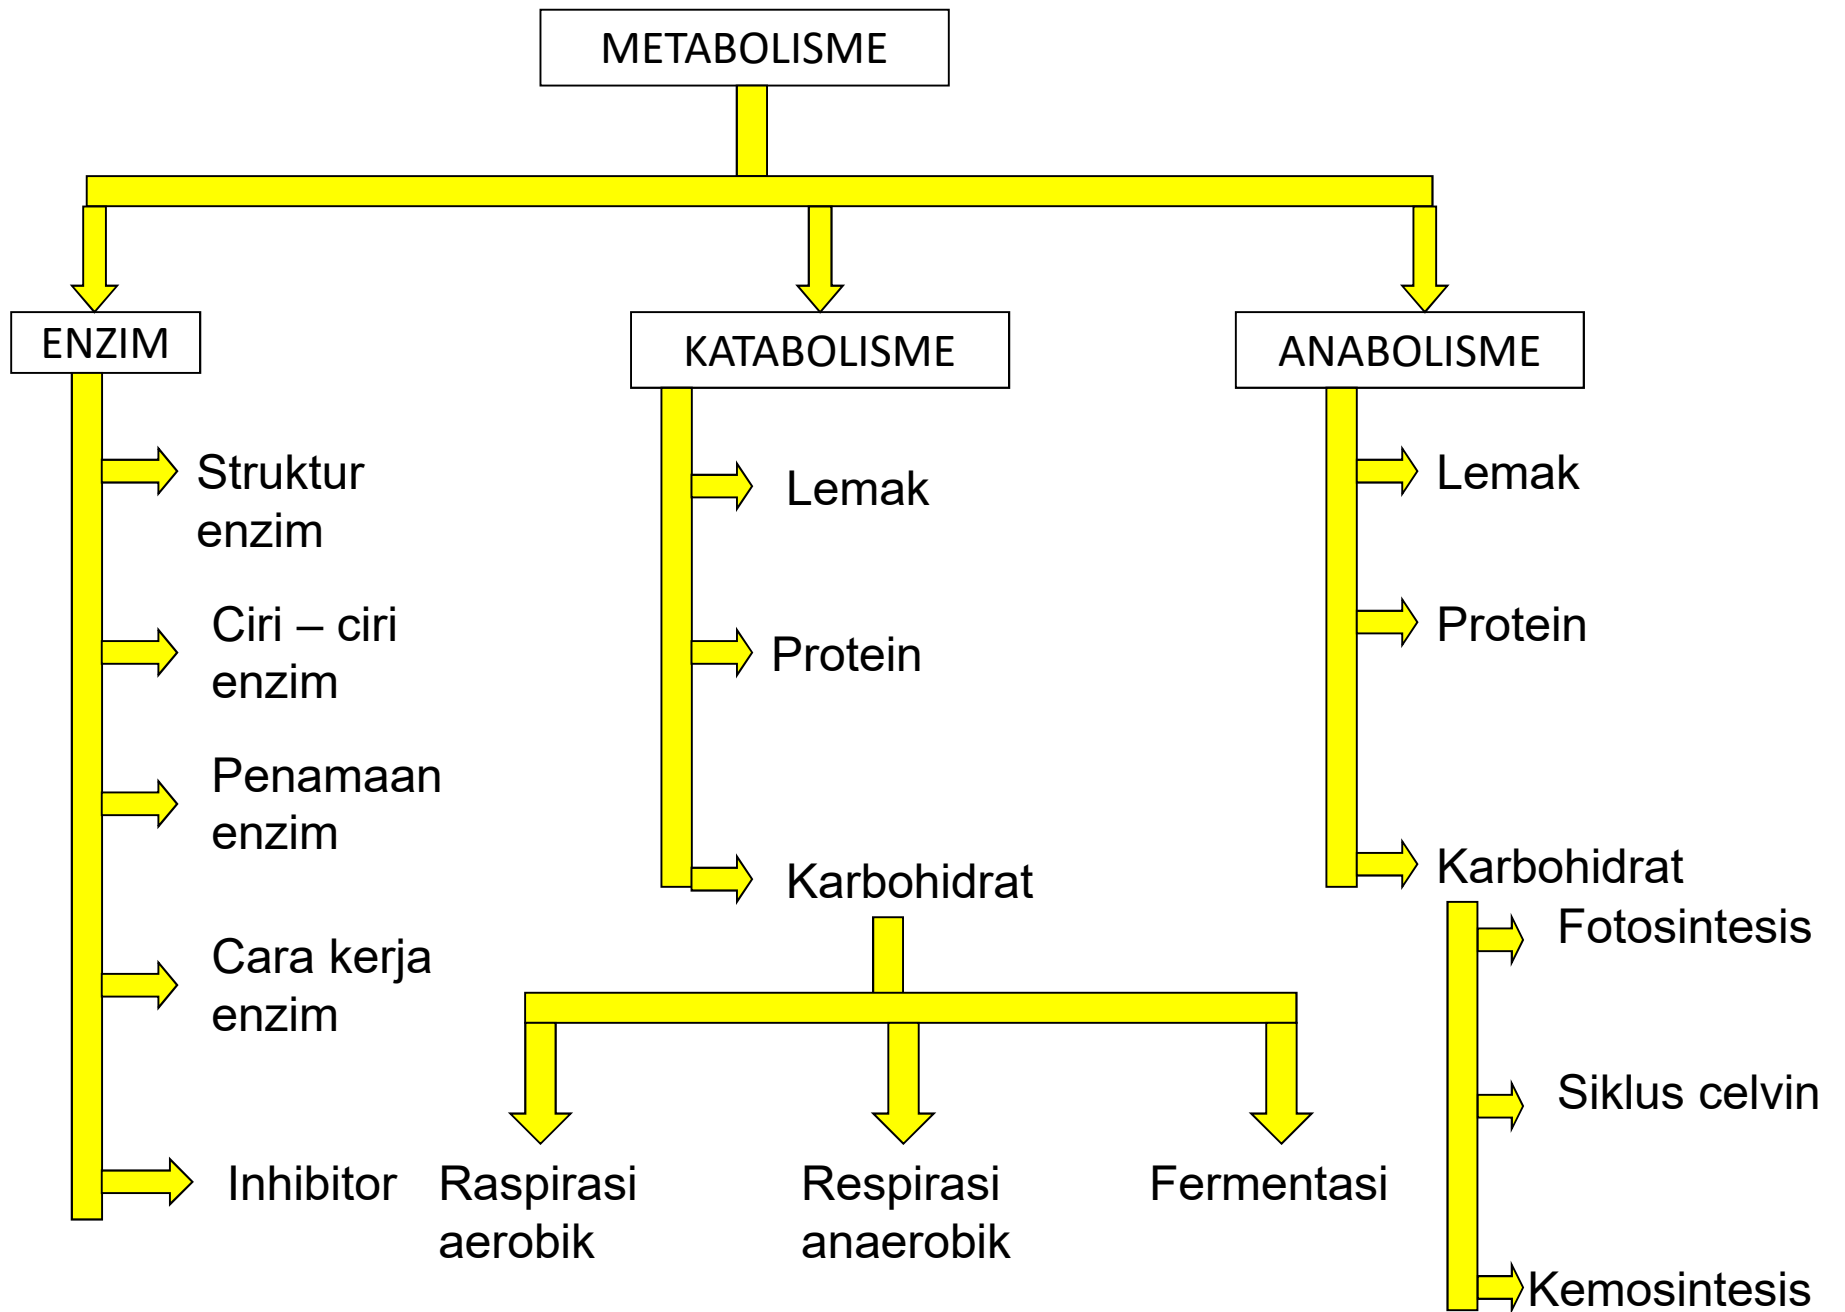 METABOLISME
ENZIM
KATABOLISME
ANABOLISME
Struktur
enzim
Ciri – ciri
enzim
Penamaan
enzim
Cara kerja
enzim
Inhibitor
Lemak
Protein
Karbohidrat
Raspirasi
aerobik
Respirasi
anaerobik
Fermentasi
Lemak
Protein
Karbohidrat
Fotosintesis
Siklus celvin
Kemosintesis